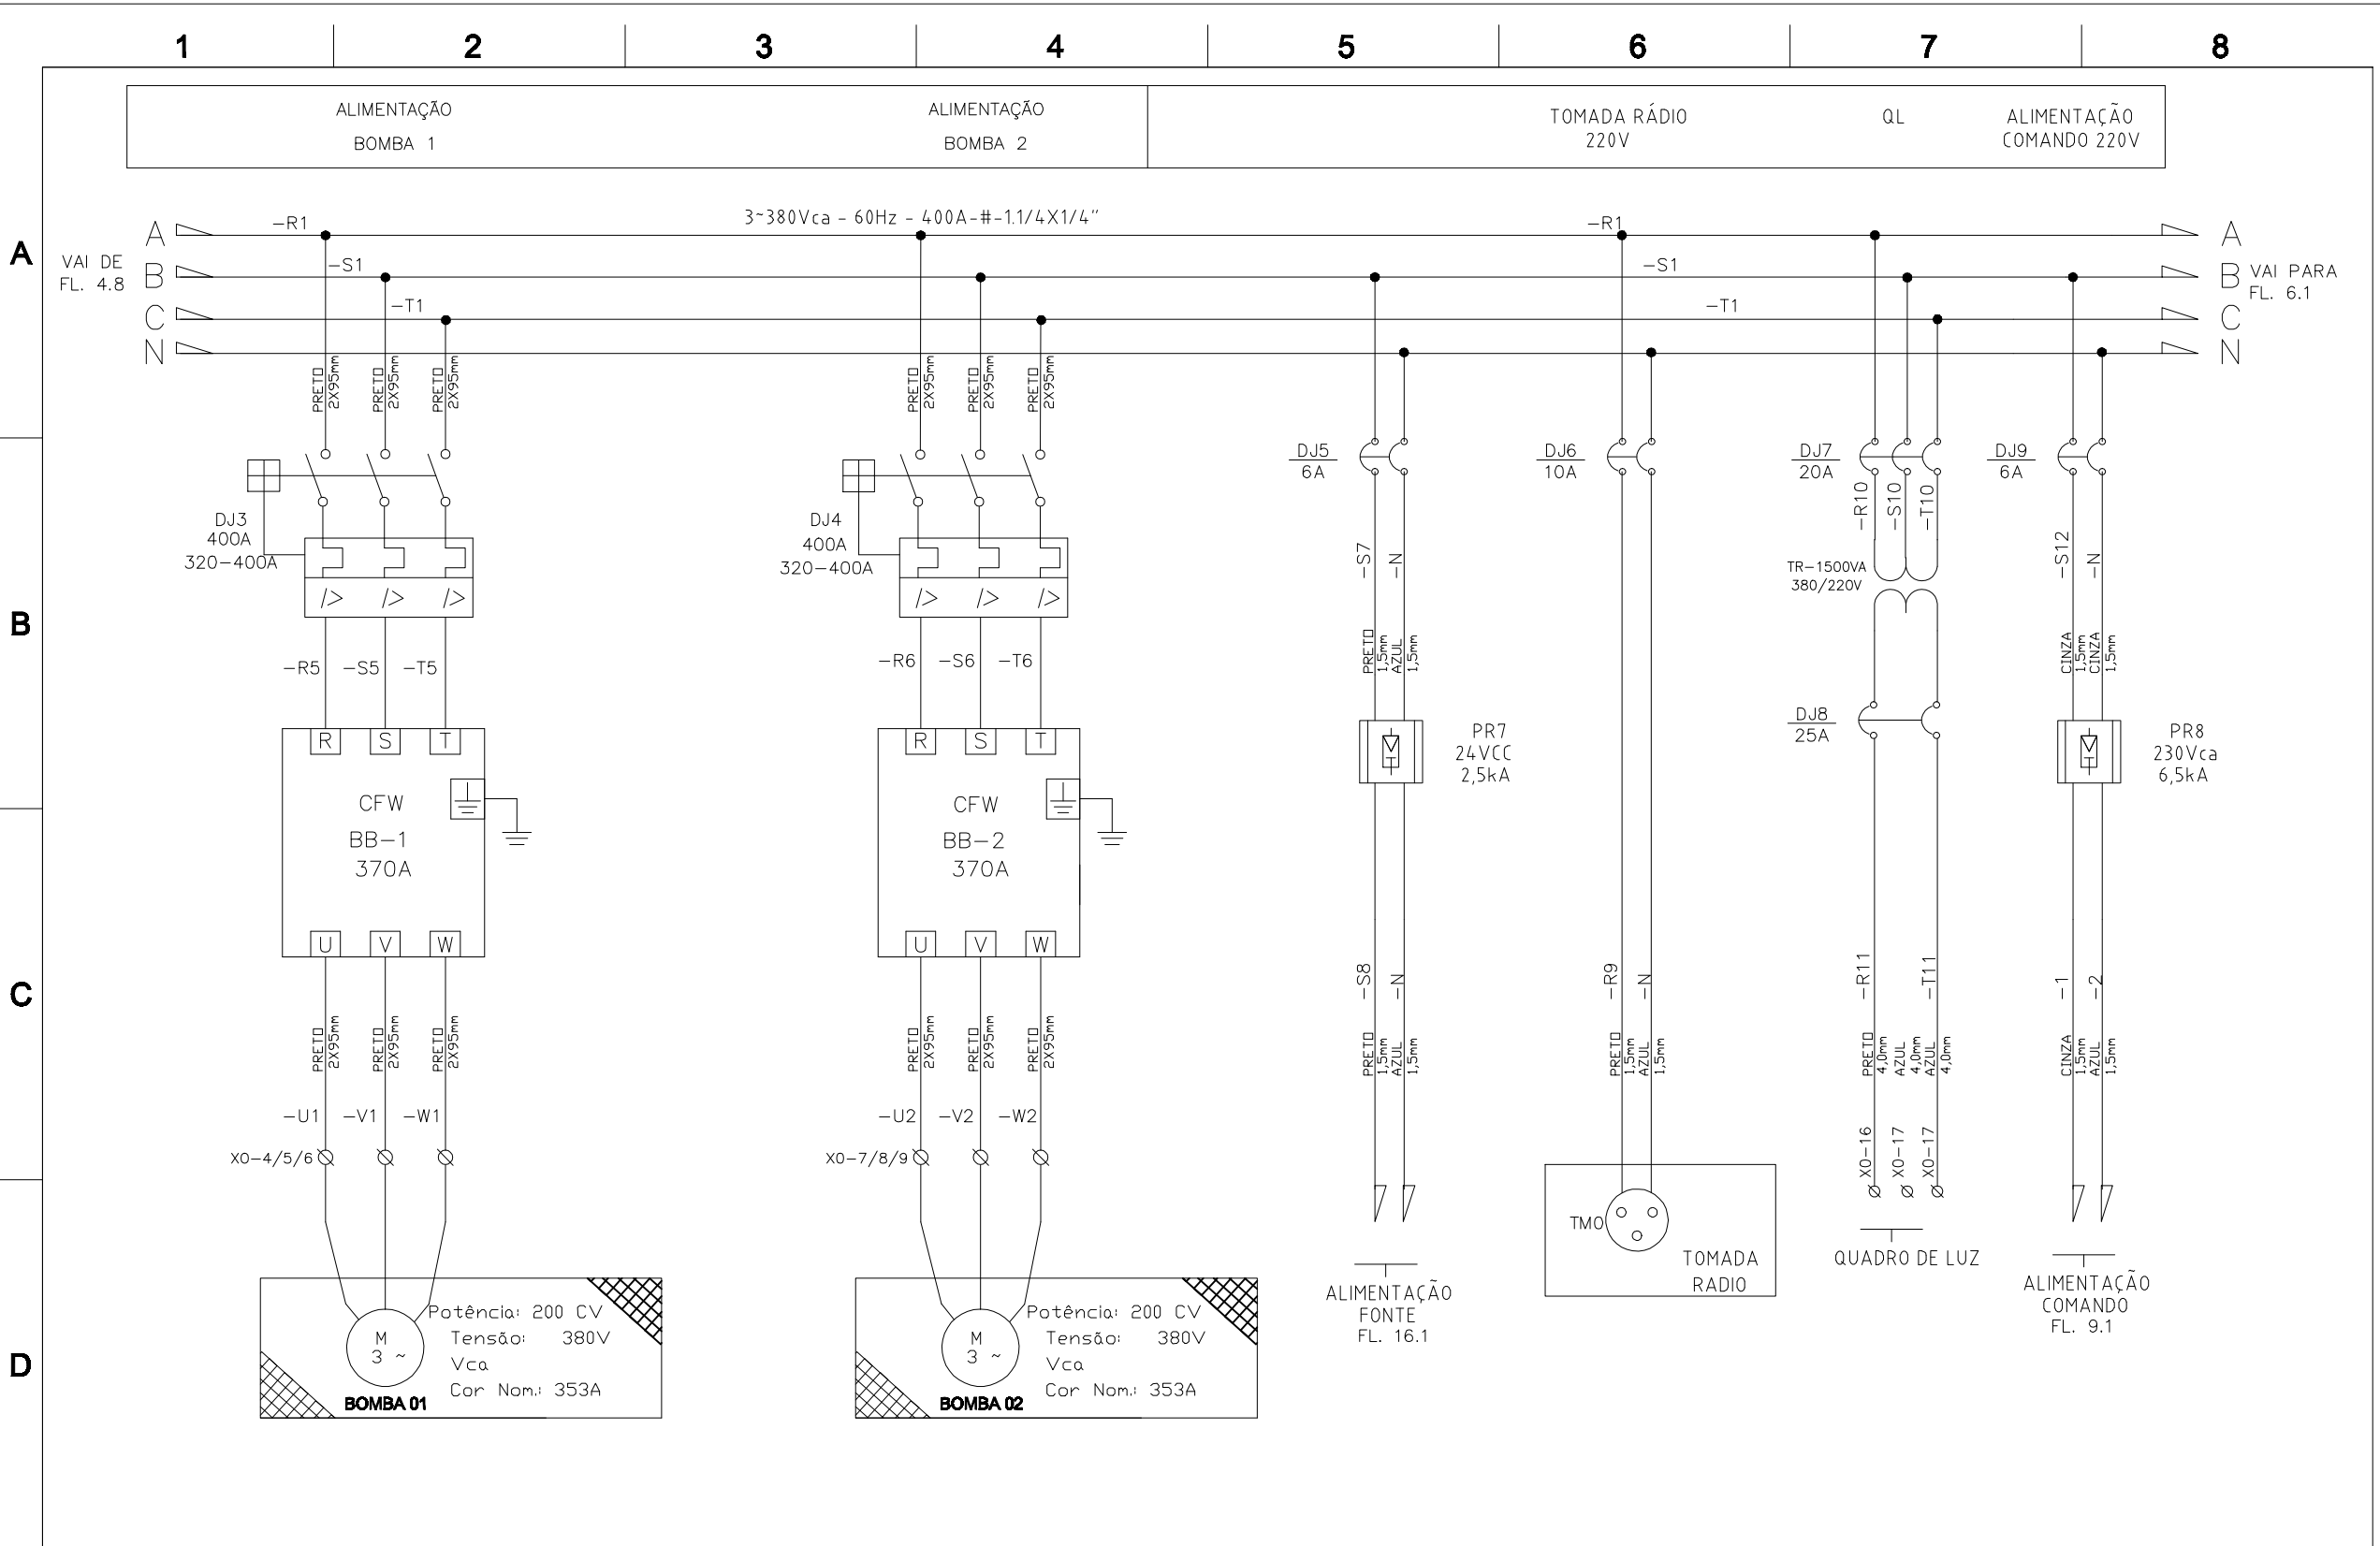 1 2 3 4 5 6 7 8
ALIMENTAÇÃO
BOMBA 1
ALIMENTAÇÃO
BOMBA 2
TOMADA RÁDIO
220V
QL
ALIMENTAÇÃO
COMANDO 220V
A
VAI DE
FL. 4.8
A
B
C
N
-R1
-S1
-T1
3~380Vca - 60Hz - 400A-#-1.1/4X1/4"
-R1
-S1
-T1
A
B
C
N
VAI PARA
FL. 6.1
PRETO
2X95mm
PRETO
2X95mm
PRETO
2X95mm
PRETO
2X95mm
PRETO
2X95mm
PRETO
2X95mm
B
DJ3
400A
320-400A
/>
/>
/>
-R5
-S5
-T5
R
S
T
CFW
BB-1
370A
U
V
W
PRETO
2X95mm
PRETO
2X95mm
PRETO
2X95mm
-U1
-V1
-W1
X0-4/5/6
M
3 ~
BOMBA 01
Potência: 200 CV
Tensão: 380V
Vca
Cor Nom.: 353A
DJ4
400A
320-400A
/>
/>
/>
-R6
-S6
-T6
R
S
T
CFW
BB-2
370A
U
V
W
PRETO
2X95mm
PRETO
2X95mm
PRETO
2X95mm
-U2
-V2
-W2
X0-7/8/9
M
3 ~
BOMBA 02
Potência: 200 CV
Tensão: 380V
Vca
Cor Nom.: 353A
DJ5
6A
-S7
-N
PRETO
1,5mm
AZUL
1,5mm
PR7
24VCC
2,5kA
-S8
-N
PRETO
1,5mm
AZUL
1,5mm
ALIMENTAÇÃO
FONTE
FL. 16.1
DJ6
10A
-R9
-N
PRETO
1,5mm
AZUL
1,5mm
TM0
TOMADA
RADIO
DJ7
20A
-R10
-S10
-T10
TR-1500VA
380/220V
DJ8
25A
-R11
-T11
PRETO
4,0mm
AZUL
4,0mm
AZUL
4,0mm
X0-16
X0-17
X0-17
QUADRO DE LUZ
DJ9
6A
-S12
-N
CINZA
1,5mm
CINZA
1,5mm
PR8
230Vca
6,5kA
-1
-2
CINZA
1,5mm
AZUL
1,5mm
ALIMENTAÇÃO
COMANDO
FL. 9.1
C
D